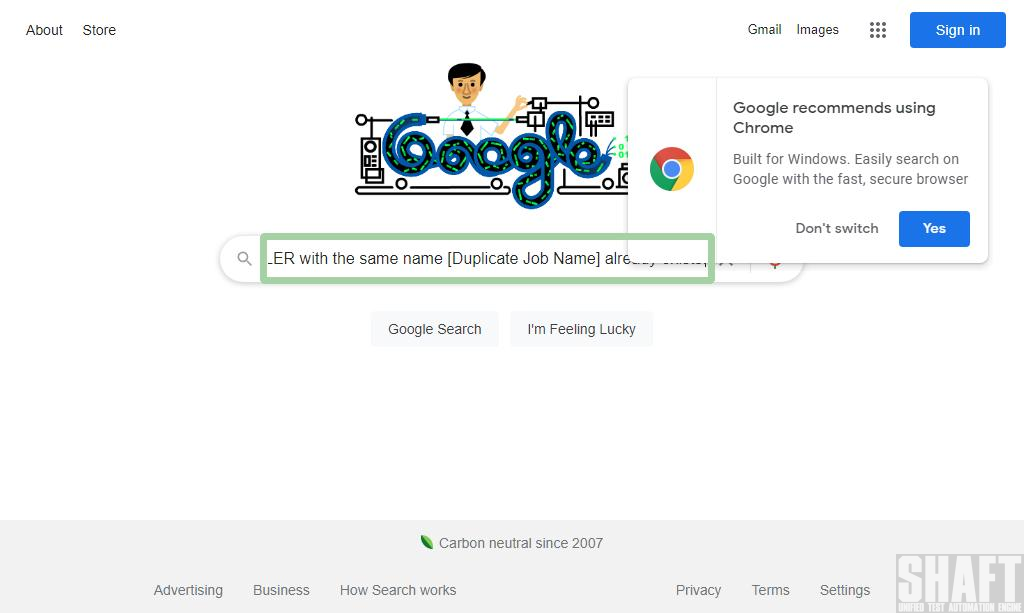 About Store
Gmail Images
Sign in
Google
Google recommends using
Chrome
Built for Windows. Easily search on
Google with the fast, secure browser
Don't switch
Yes
LER with the same name [Duplicate Job Name] already exists
Google Search
I'm Feeling Lucky
Carbon neutral since 2007
Advertising Business How Search works
Privacy Terms Settings
SHAFT
UNIFIED TEST AUTOMATION ENGINE